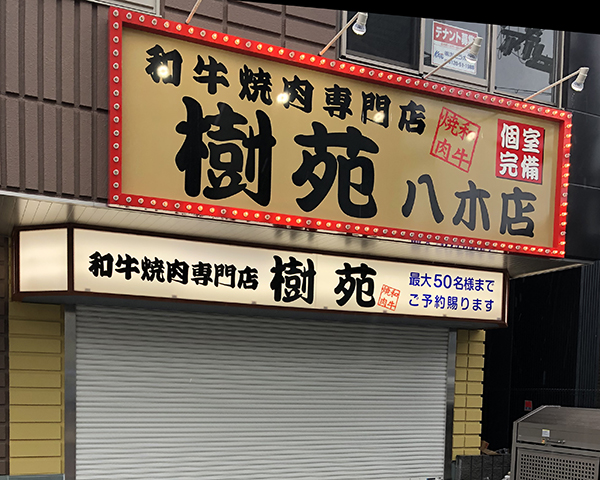 テナント募集
和牛焼肉専門店
樹苑 八木店
和牛
焼肉
個室
完備
和牛焼肉専門店 樹苑
和牛
焼肉
最大50名様まで
ご予約賜ります